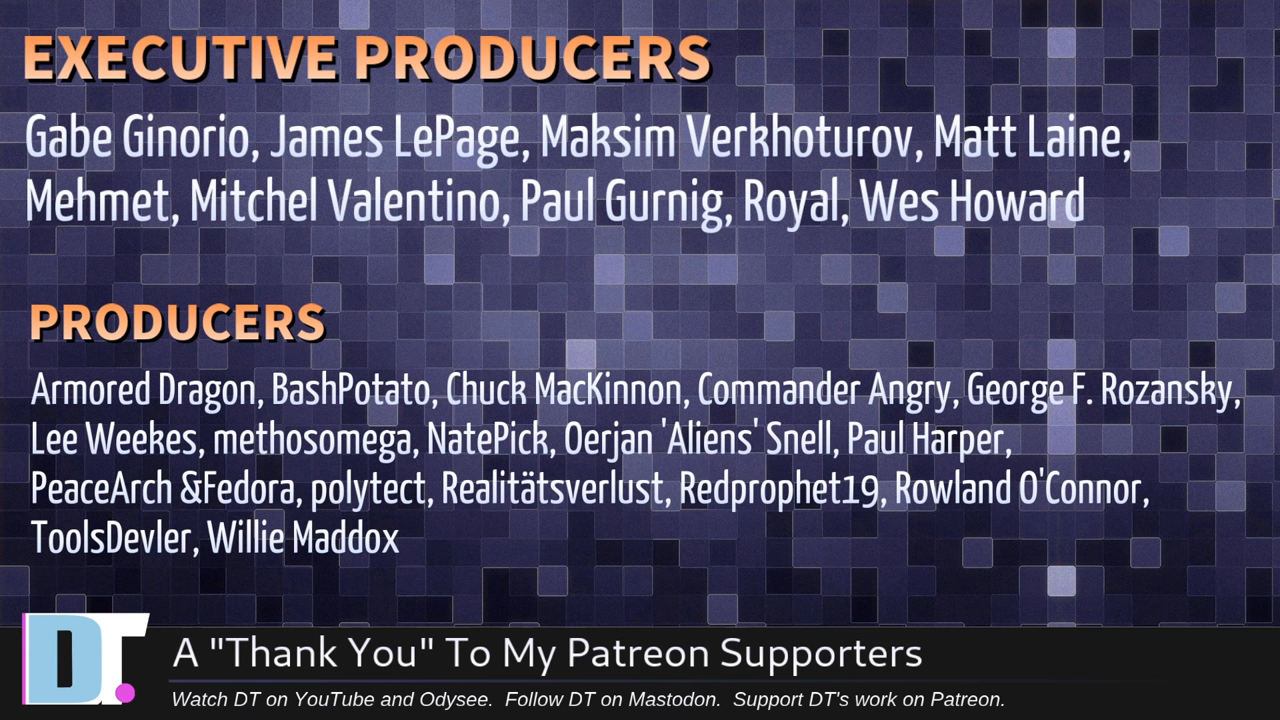 EXECUTIVE PRODUCERS
Gabe Ginorio, James LePage, Maksim Verkhoturov, Matt Laine,
Mehmet, Mitchel Valentino, Paul Gurnig, Royal, Wes Howard
PRODUCERS
Armored Dragon, BashPotato, Chuck MacKinnon, Commander Angry, George F. Rozansky,
Lee Weekes, methosomega, NatePick, Oerjan 'Aliens' Snell, Paul Harper,
PeaceArch &Fedora, polytect, Realitätsverlust, Redprophet19, Rowland O'Connor,
ToolsDevler, Willie Maddox
DT.
A "Thank You" To My Patreon Supporters
Watch DT on YouTube and Odysee.  Follow DT on Mastodon.  Support DT's work on Patreon.